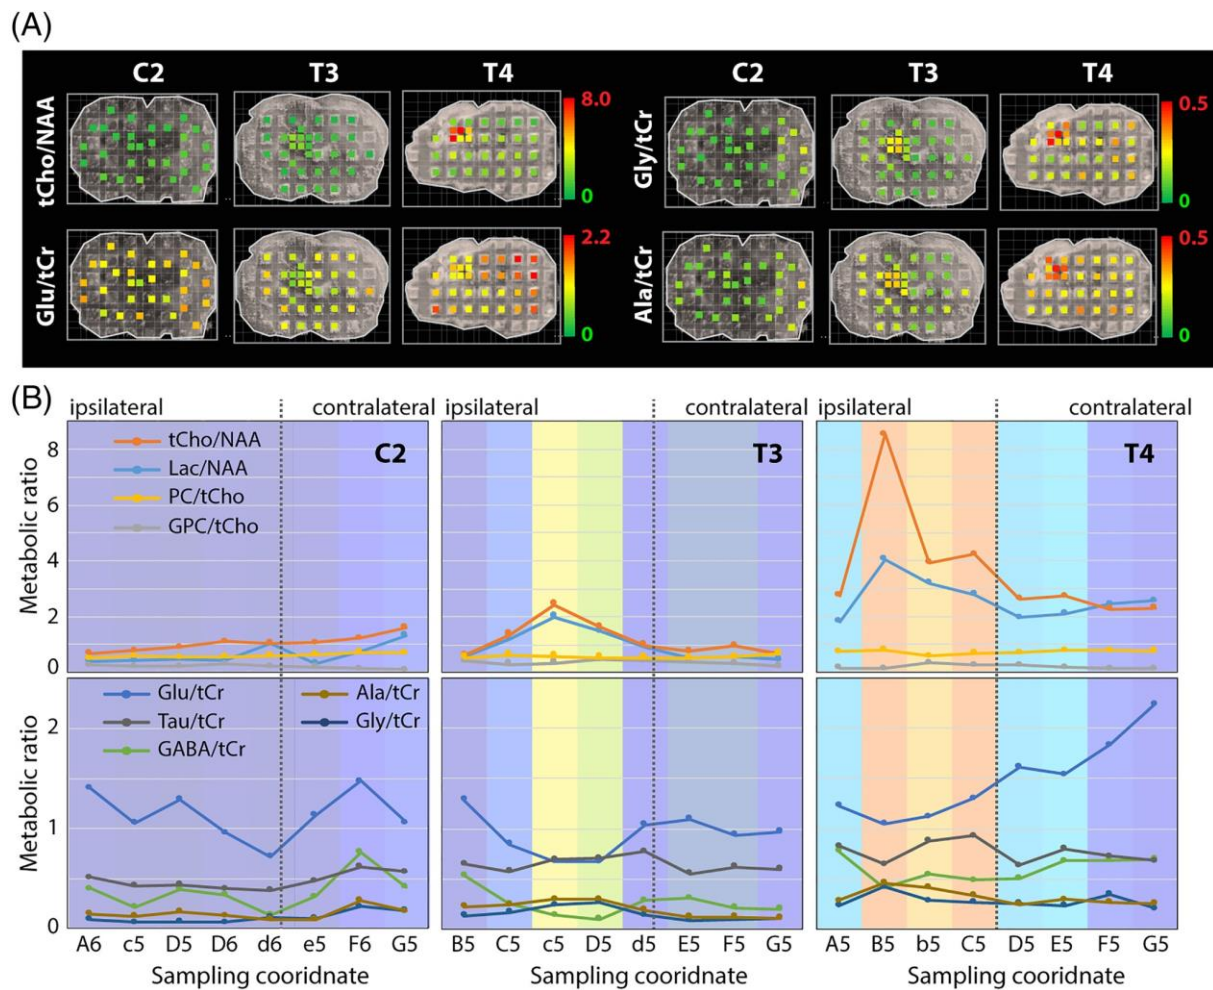 (A)
C2 T3 T4 C2 T3 T4
tCho/NAA 8.0 0 Gly/tCr 0.5 0
Glu/tCr 2.2 0 Ala/tCr 0.5 0
(B)
ipsilateral contralateral ipsilateral contralateral ipsilateral contralateral
C2 T3 T4
tCho/NAA
Lac/NAA
PC/tCho
GPC/tCho
Metabolic ratio
8
6
4
2
0
Glu/tCr Ala/tCr
Tau/tCr Gly/tCr
GABA/tCr
Metabolic ratio
2
1
0
A6 c5 D5 D6 d6 e5 F6 G5 B5 C5 c5 D5 d5 E5 F5 G5 A5 B5 b5 C5 D5 E5 F5 G5
Sampling cooridnate Sampling cooridnate Sampling cooridnate